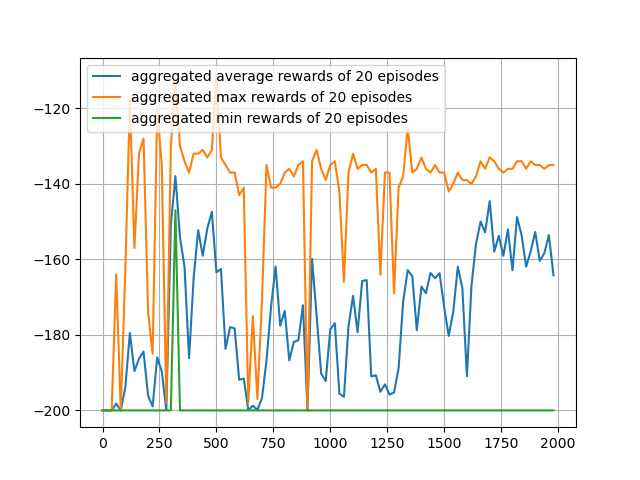 aggregated average rewards of 20 episodes
aggregated max rewards of 20 episodes
aggregated min rewards of 20 episodes
−120
−140
−160
−180
−200
0 250 500 750 1000 1250 1500 1750 2000